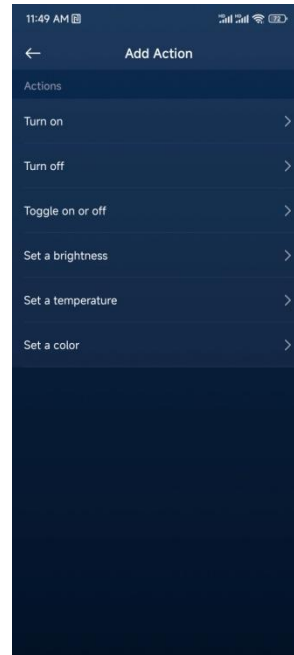 11:49 AM
72
Add Action
Actions
Turn on
Turn off
Toggle on or off
Set a brightness
Set a temperature
Set a color